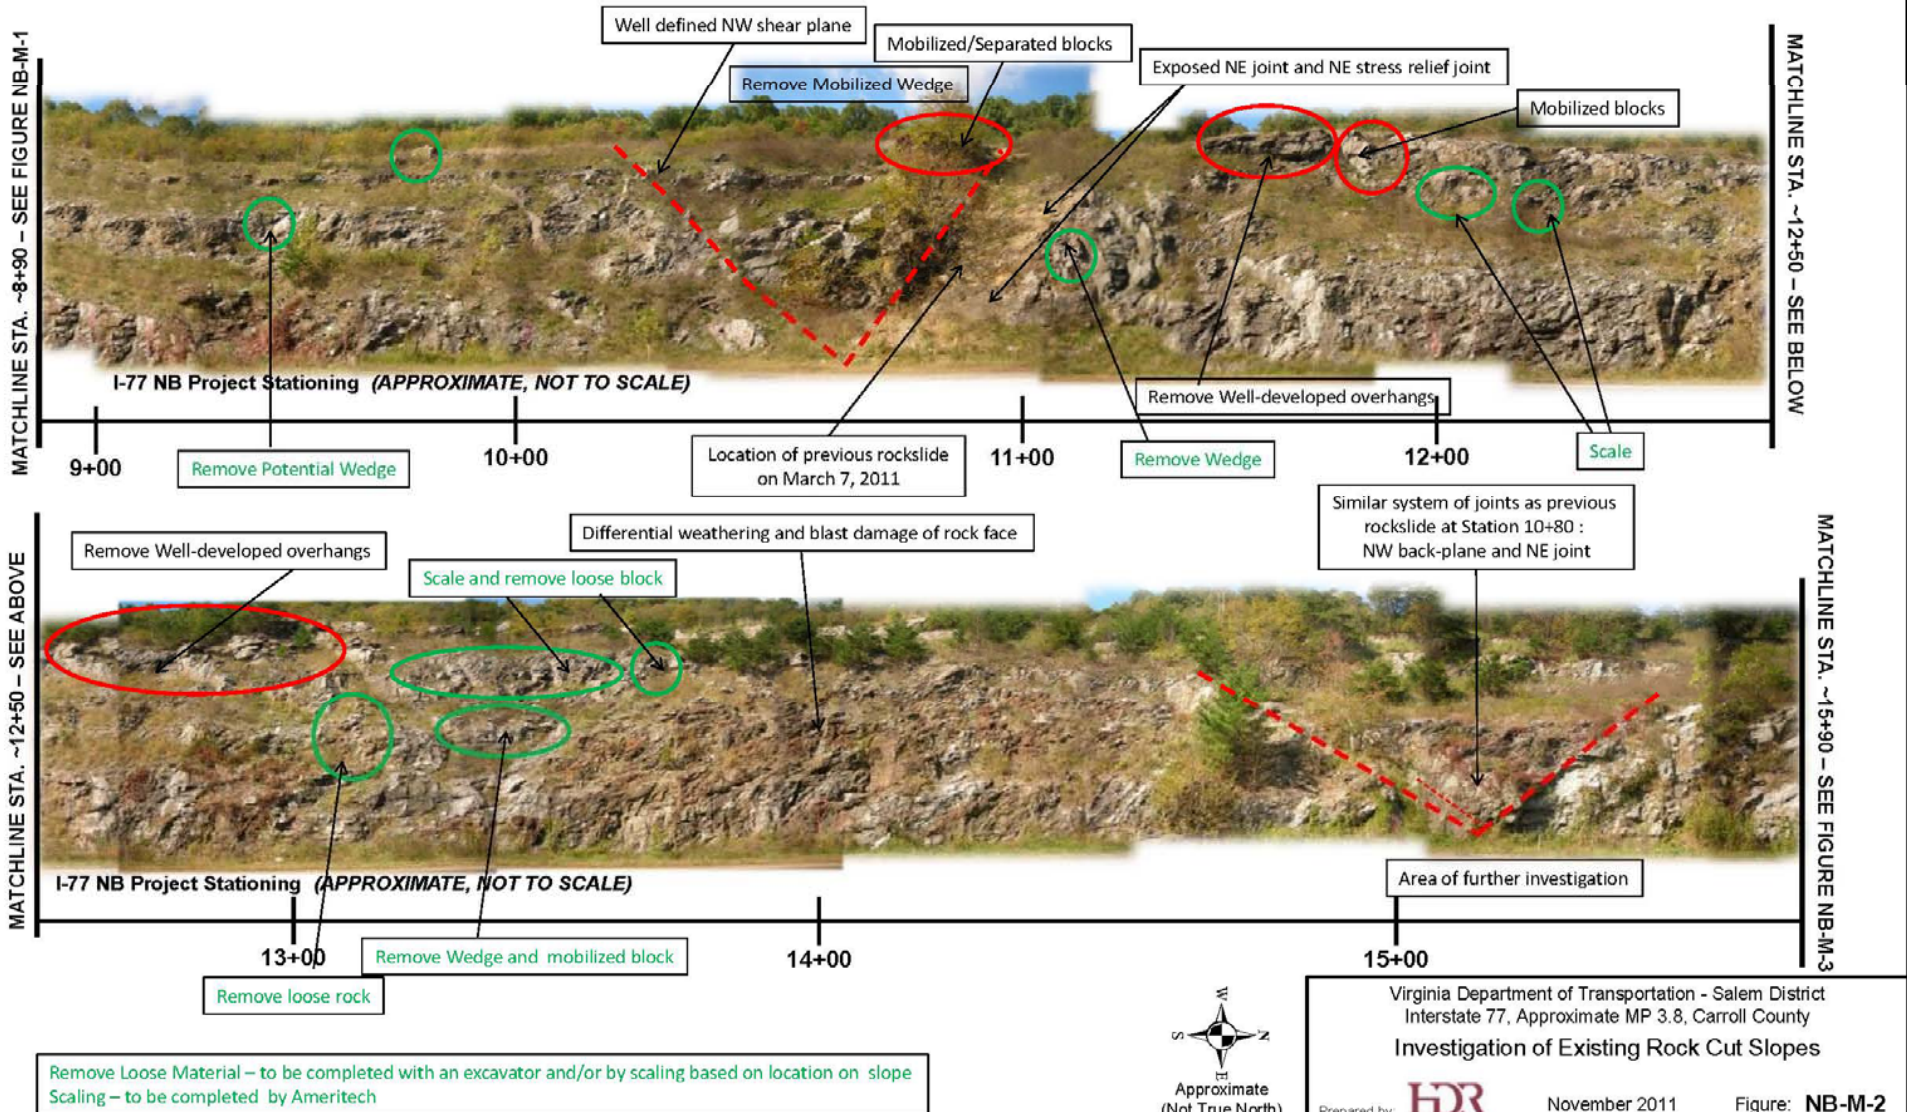 MATCHLINE STA. ~8+90 – SEE FIGURE NB-M-1
Well defined NW shear plane
Mobilized/Separated blocks
Remove Mobilized Wedge
Exposed NE joint and NE stress relief joint
Mobilized blocks
MATCHLINE STA. ~12+50 – SEE BELOW
I-77 NB Project Stationing (APPROXIMATE, NOT TO SCALE)
Remove Well-developed overhangs
9+00
10+00
11+00
12+00
Remove Potential Wedge
Location of previous rockslide
on March 7, 2011
Remove Wedge
Scale
MATCHLINE STA. ~12+50 – SEE ABOVE
Remove Well-developed overhangs
Scale and remove loose block
Differential weathering and blast damage of rock face
Similar system of joints as previous
rockslide at Station 10+80 :
NW back-plane and NE joint
MATCHLINE STA. ~15+90 – SEE FIGURE NB-M-3
I-77 NB Project Stationing (APPROXIMATE, NOT TO SCALE)
Area of further investigation
13+00
14+00
15+00
Remove Wedge and mobilized block
Remove loose rock
Remove Loose Material – to be completed with an excavator and/or by scaling based on location on slope
Scaling – to be completed by Ameritech
W
S
N
E
Approximate
(Not True North)
Virginia Department of Transportation - Salem District
Interstate 77, Approximate MP 3.8, Carroll County
Investigation of Existing Rock Cut Slopes
Prepared by: HDR November 2011 Figure: NB-M-2